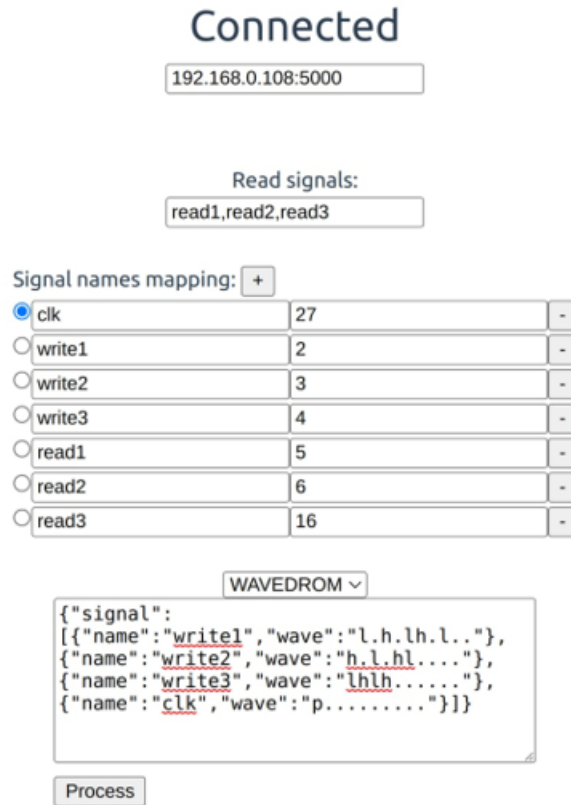 Connected
192.168.0.108:5000
Read signals:
read1,read2,read3
Signal names mapping: +
clk 27 -
write1 2 -
write2 3 -
write3 4 -
read1 5 -
read2 6 -
read3 16 -
WAVEDROM
{"signal":
[{"name":"write1","wave":"l.h.lh.l.."},
{"name":"write2","wave":"h.l.hl...."},
{"name":"write3","wave":"lhlh......"},
{"name":"clk","wave":"p........."}]}
Process